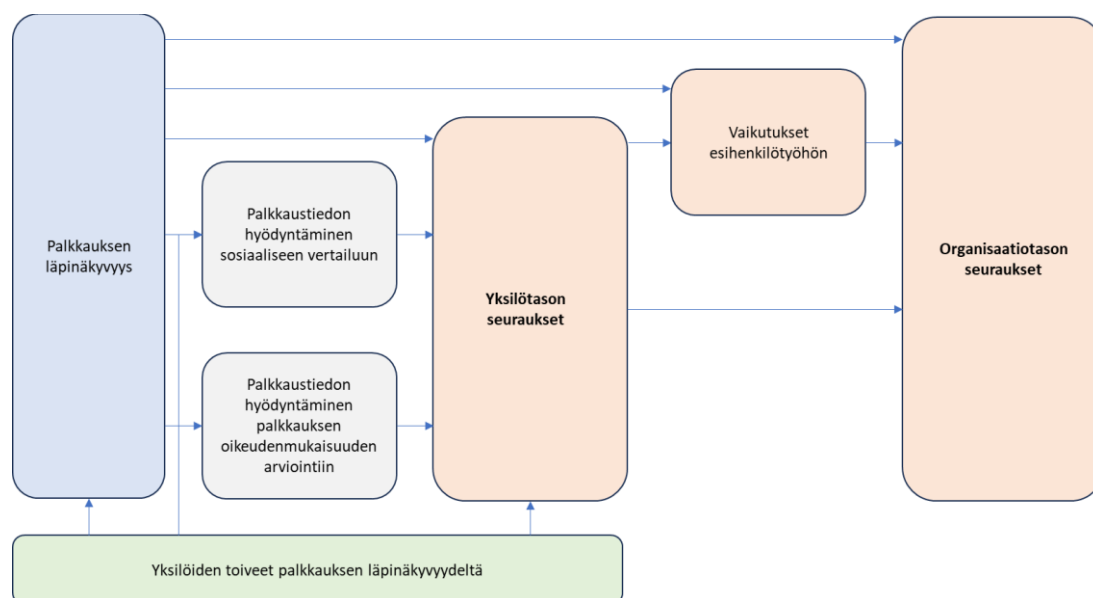 Palkkauksen
läpinäkyvyys
Palkkaustiedon
hyödyntäminen
sosiaaliseen vertailuun
Palkkaustiedon
hyödyntäminen
palkkauksen
oikeudenmukaisuuden
arviointiin
Yksilötason
seuraukset
Vaikutukset
esihenkilötyöhön
Organisaatiotason
seuraukset
Yksilöiden toiveet palkkauksen läpinäkyvyydeltä